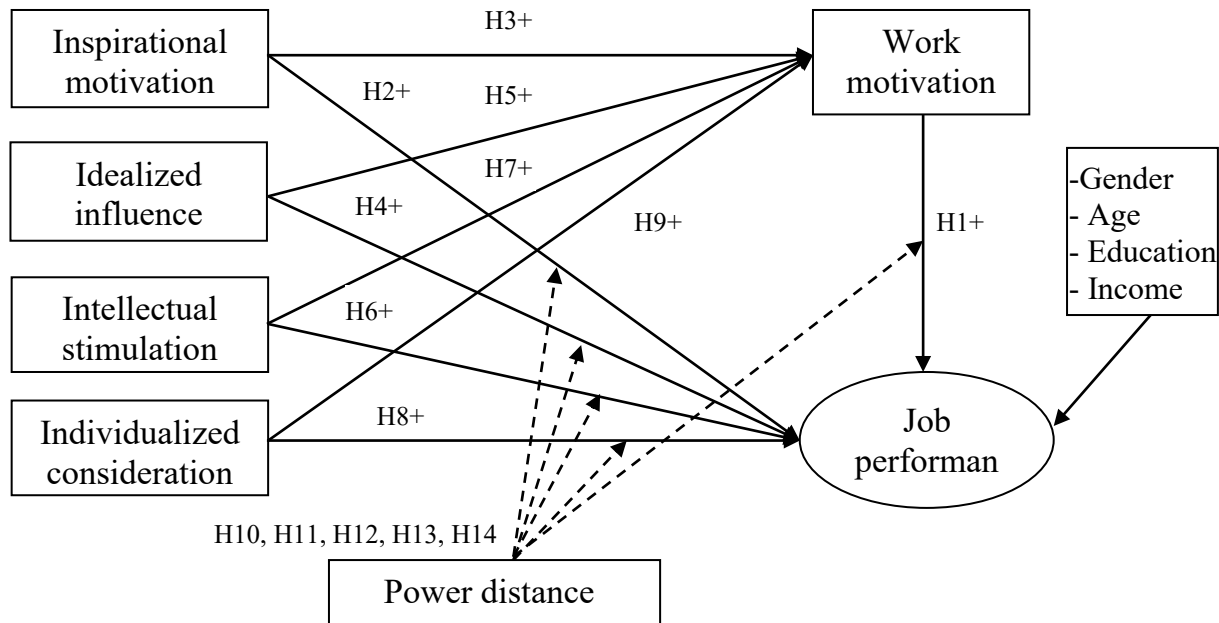 Inspirational
motivation
H3+
Work
motivation
H2+
H5+
Idealized
influence
H7+
H4+
H9+
H1+
-Gender
- Age
- Education
- Income
Intellectual
stimulation
H6+
Individualized
consideration
H8+
Job
performan
H10, H11, H12, H13, H14
Power distance